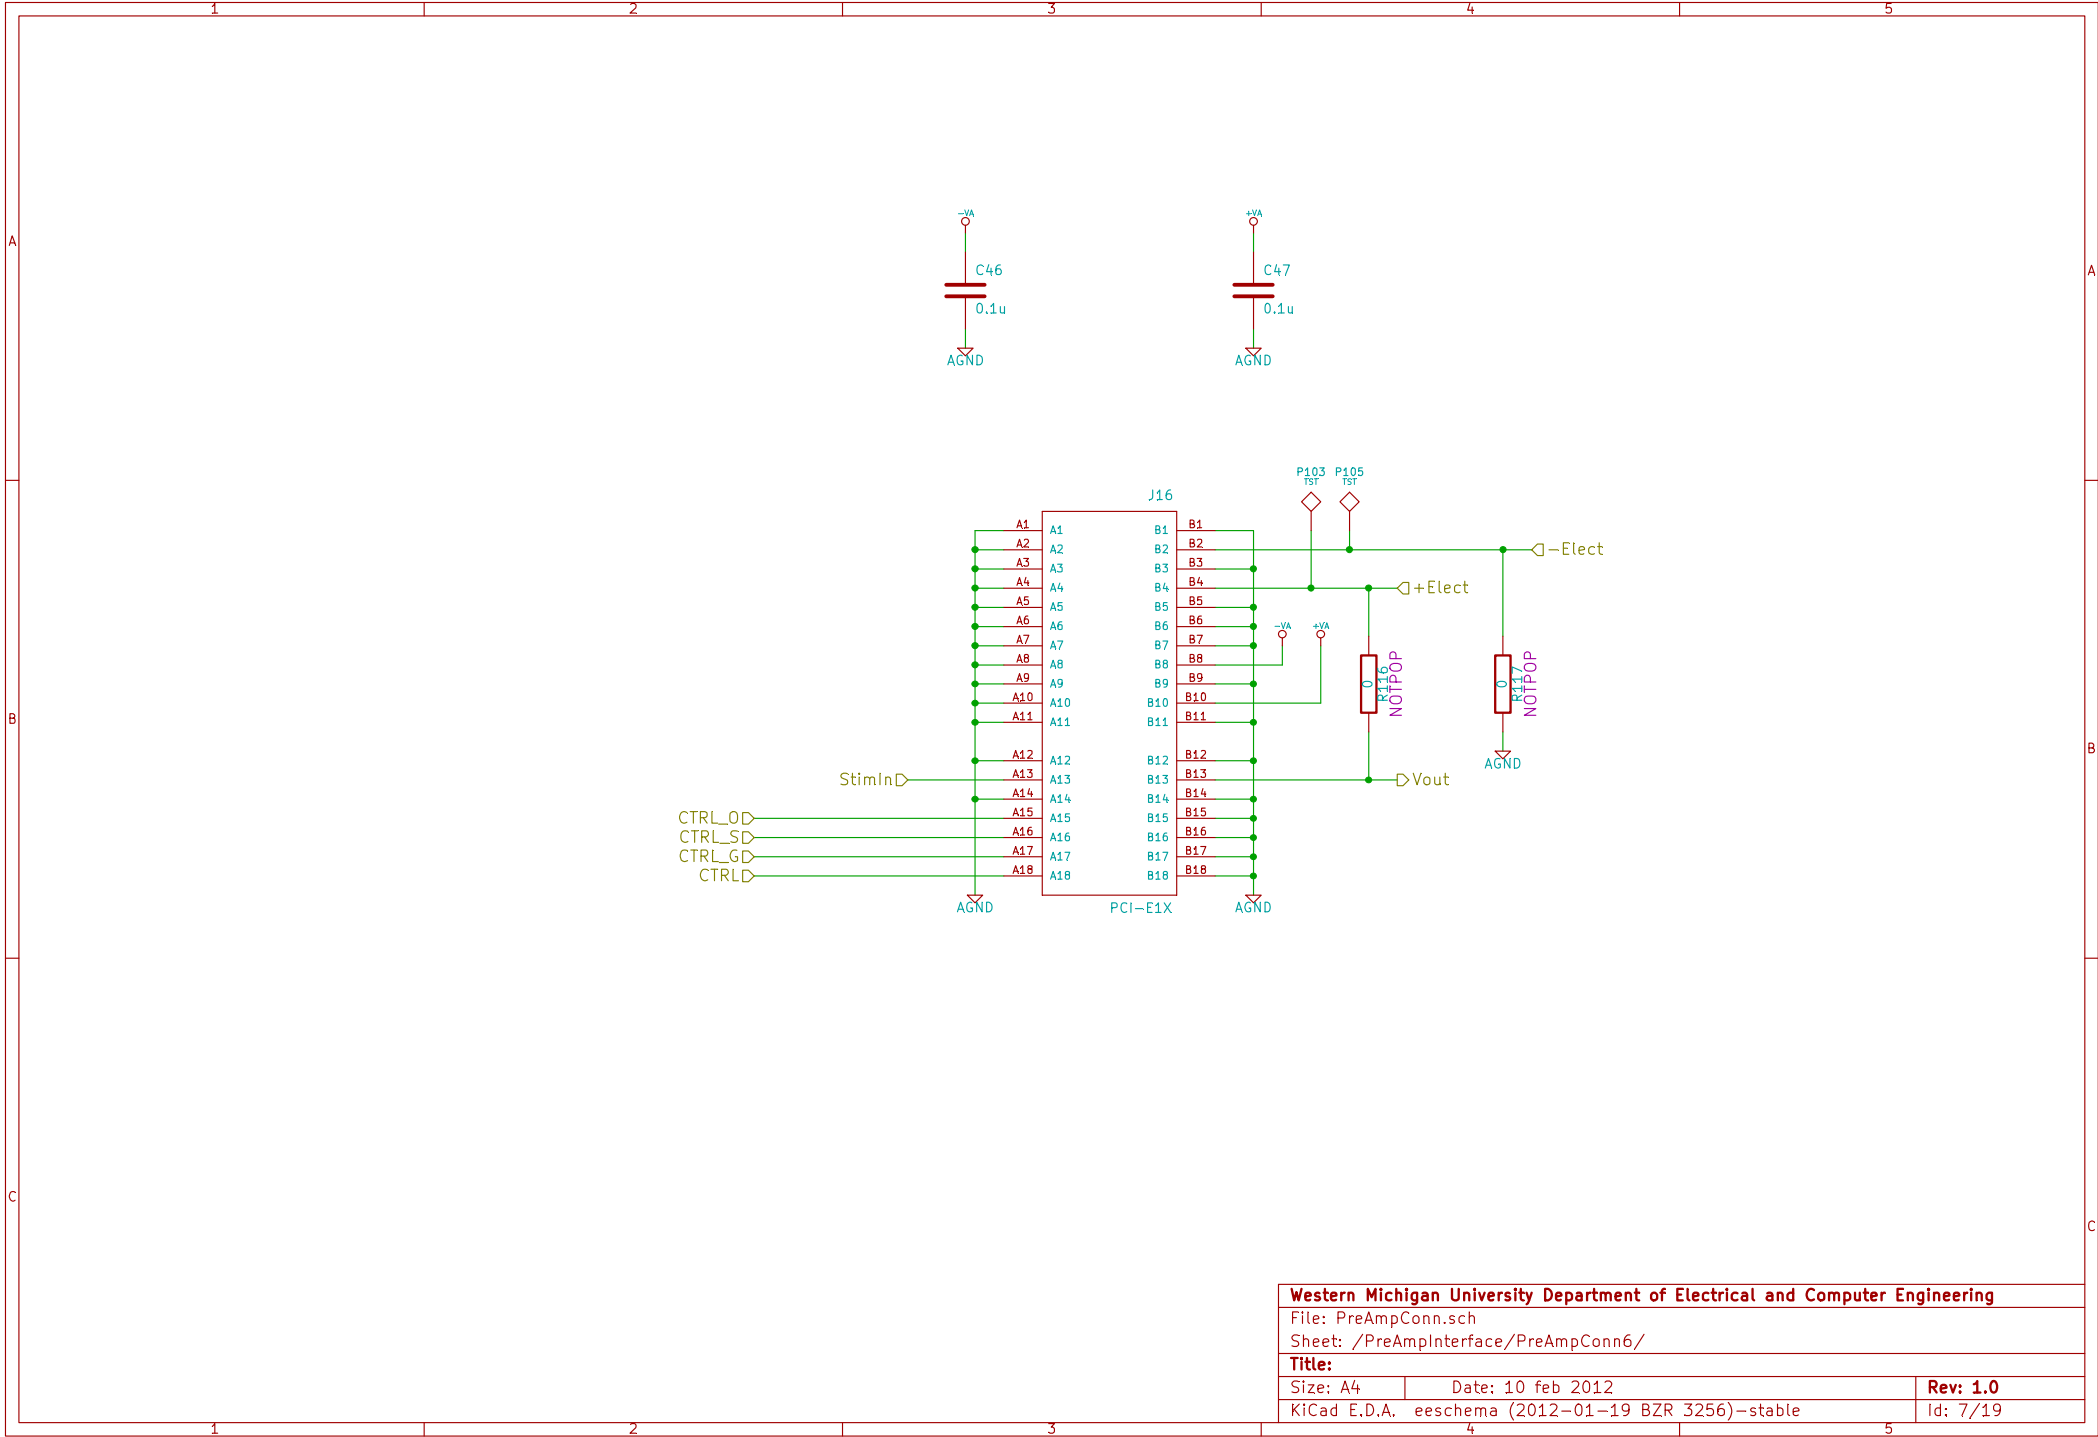 1 2 3 4 5
A A
-VA +VA
C46 C47
0.1u 0.1u
AGND AGND
P103 P105
TST TST
J16
A1 A1 B1 B1
A2 A2 B2 B2 -Elect
A3 A3 B3 B3
A4 A4 B4 B4 +Elect
A5 A5 B5 B5
A6 A6 B6 B6 -VA +VA
A7 A7 B7 B7
A8 A8 B8 B8
A9 A9 B9 B9 0 R116 NOTPOP 0 R117 NOTPOP
A10 A10 B10 B10
A11 A11 B11 B11
B B
A12 A12 B12 B12 AGND
StimIn A13 A13 B13 B13 Vout
A14 A14 B14 B14
CTRL_O A15 A15 B15 B15
CTRL_S A16 A16 B16 B16
CTRL_G A17 A17 B17 B17
CTRL A18 A18 B18 B18
AGND PCI-E1X AGND
C C
Western Michigan University Department of Electrical and Computer Engineering
File: PreAmpConn.sch
Sheet: /PreAmpInterface/PreAmpConn6/
Title:
Size: A4 Date: 10 feb 2012 Rev: 1.0
KiCad E.D.A. eeschema (2012-01-19 BZR 3256)-stable Id: 7/19
1 2 3 4 5